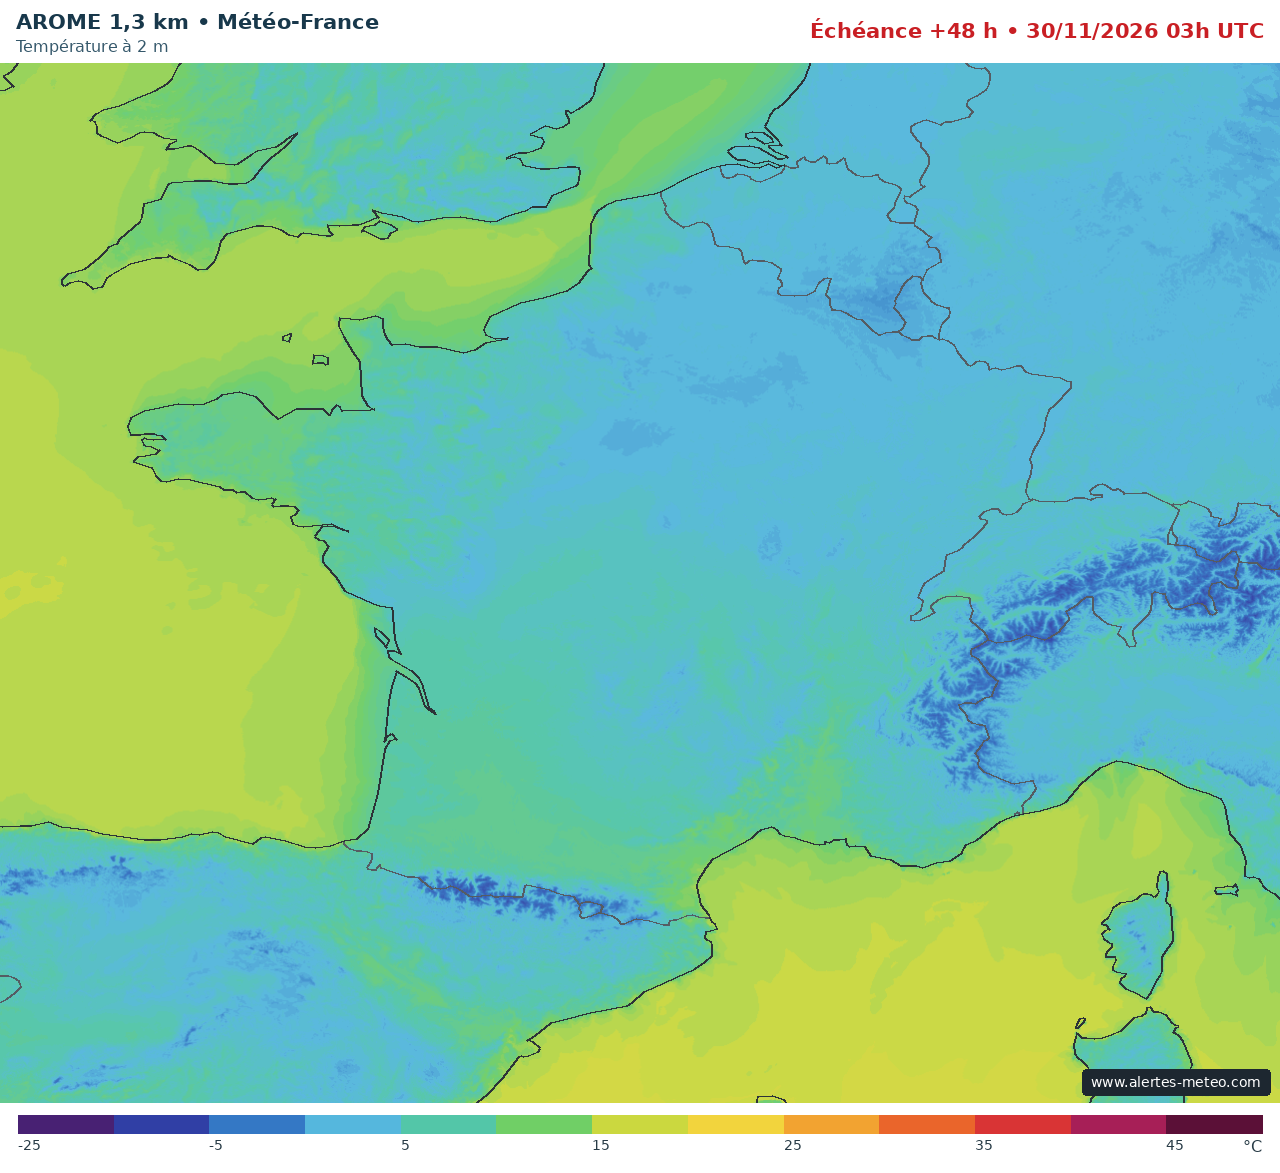 AROME 1,3 km • Météo-France
Température à 2 m
Échéance +48 h • 30/11/2026 03h UTC
www.alertes-meteo.com
-25 -5 5 15 25 35 45 °C